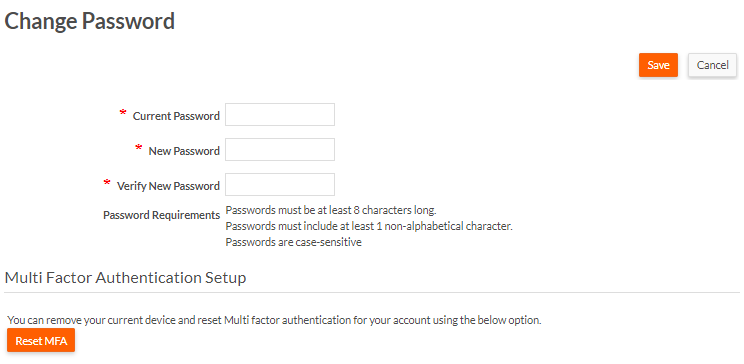 Change Password
Save Cancel
* Current Password
* New Password
* Verify New Password
Password Requirements Passwords must be at least 8 characters long.
Passwords must include at least 1 non-alphabetical character.
Passwords are case-sensitive
Multi Factor Authentication Setup
You can remove your current device and reset Multi factor authentication for your account using the below option.
Reset MFA